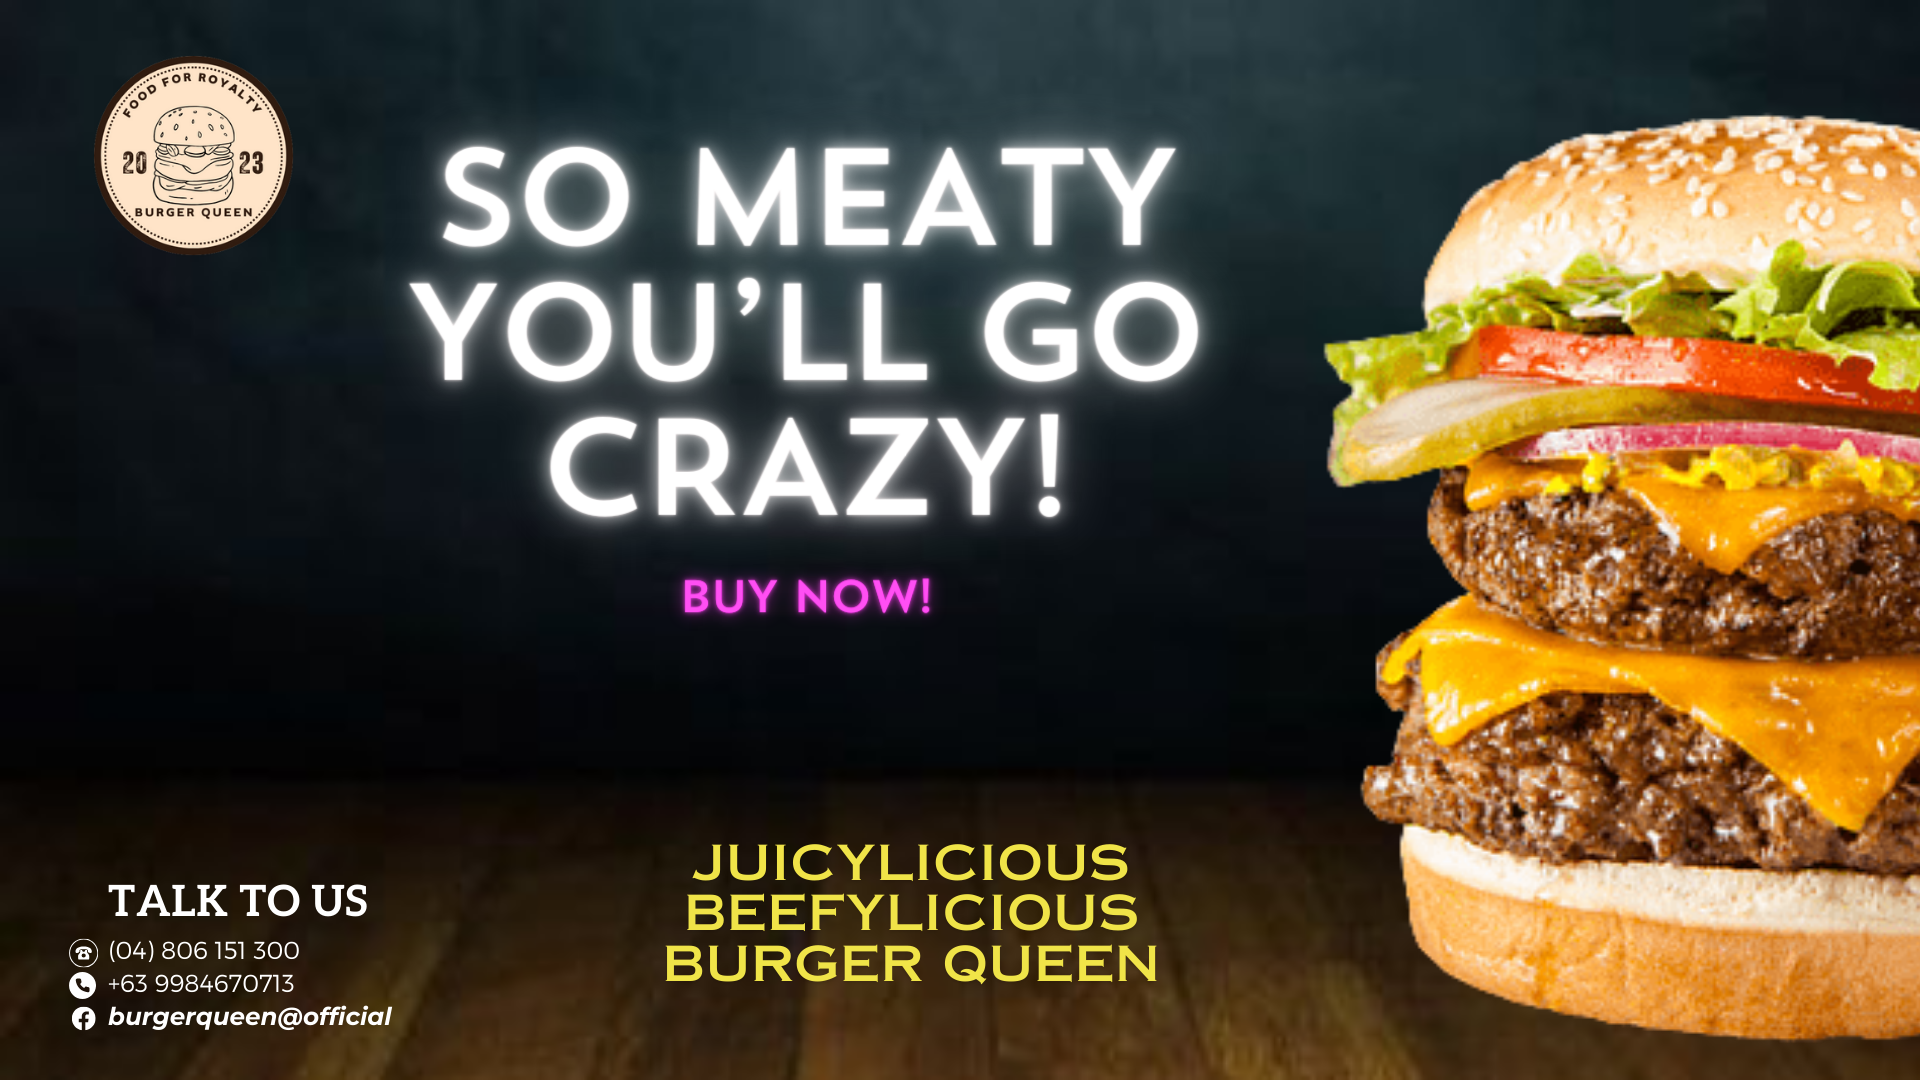 FOOD FOR ROYALTY
20 23
BURGER QUEEN
SO MEATY
YOU'LL GO
CRAZY!
BUY NOW!
JUICYLICIOUS
BEEFYLICIOUS
BURGER QUEEN
TALK TO US
(04) 806 151 300
+63 9984670713
burgerqueen@official